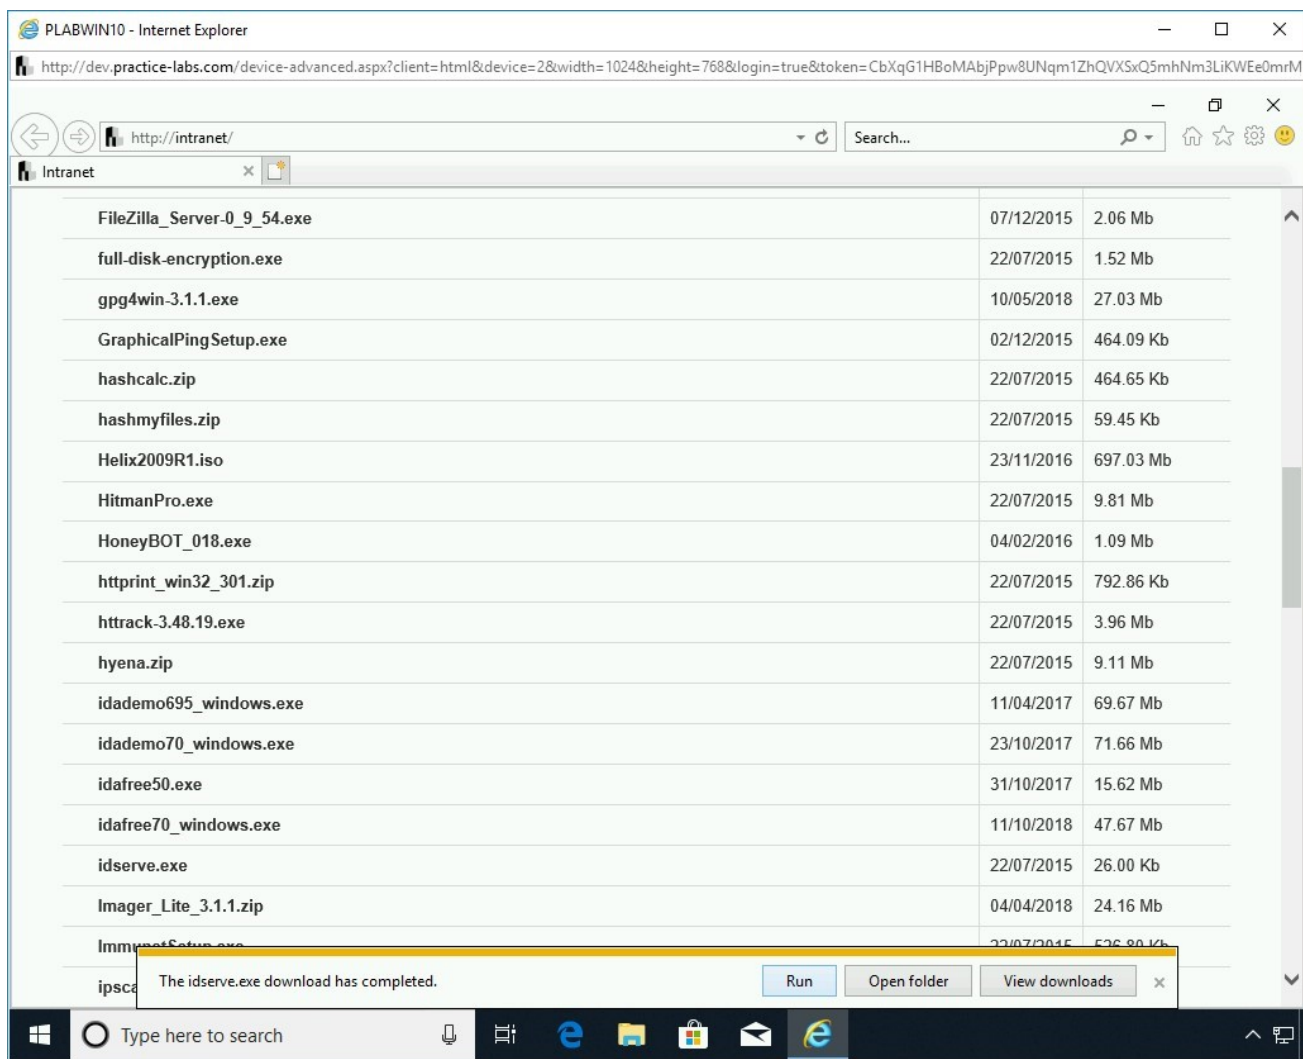 PLABWIN10 - Internet Explorer
http://dev.practice-labs.com/device-advanced.aspx?client=html&device=2&width=1024&height=768&login=true&token=CbXqG1HBoMAbjPpw8UNqm1ZhQVXSxQ5mhNm3LiKWEe0mrM
http://intranet/ Search...
Intranet
FileZilla_Server-0_9_54.exe 07/12/2015 2.06 Mb
full-disk-encryption.exe 22/07/2015 1.52 Mb
gpg4win-3.1.1.exe 10/05/2018 27.03 Mb
GraphicalPingSetup.exe 02/12/2015 464.09 Kb
hashcalc.zip 22/07/2015 464.65 Kb
hashmyfiles.zip 22/07/2015 59.45 Kb
Helix2009R1.iso 23/11/2016 697.03 Mb
HitmanPro.exe 22/07/2015 9.81 Mb
HoneyBOT_018.exe 04/02/2016 1.09 Mb
httprint_win32_301.zip 22/07/2015 792.86 Kb
httrack-3.48.19.exe 22/07/2015 3.96 Mb
hyena.zip 22/07/2015 9.11 Mb
idademo695_windows.exe 11/04/2017 69.67 Mb
idademo70_windows.exe 23/10/2017 71.66 Mb
idafree50.exe 31/10/2017 15.62 Mb
idafree70_windows.exe 11/10/2018 47.67 Mb
idserve.exe 22/07/2015 26.00 Kb
Imager_Lite_3.1.1.zip 04/04/2018 24.16 Mb
ImmunetSetup.exe 22/07/2015 526.80 Kb
ipsca
The idserve.exe download has completed. Run Open folder View downloads
Type here to search